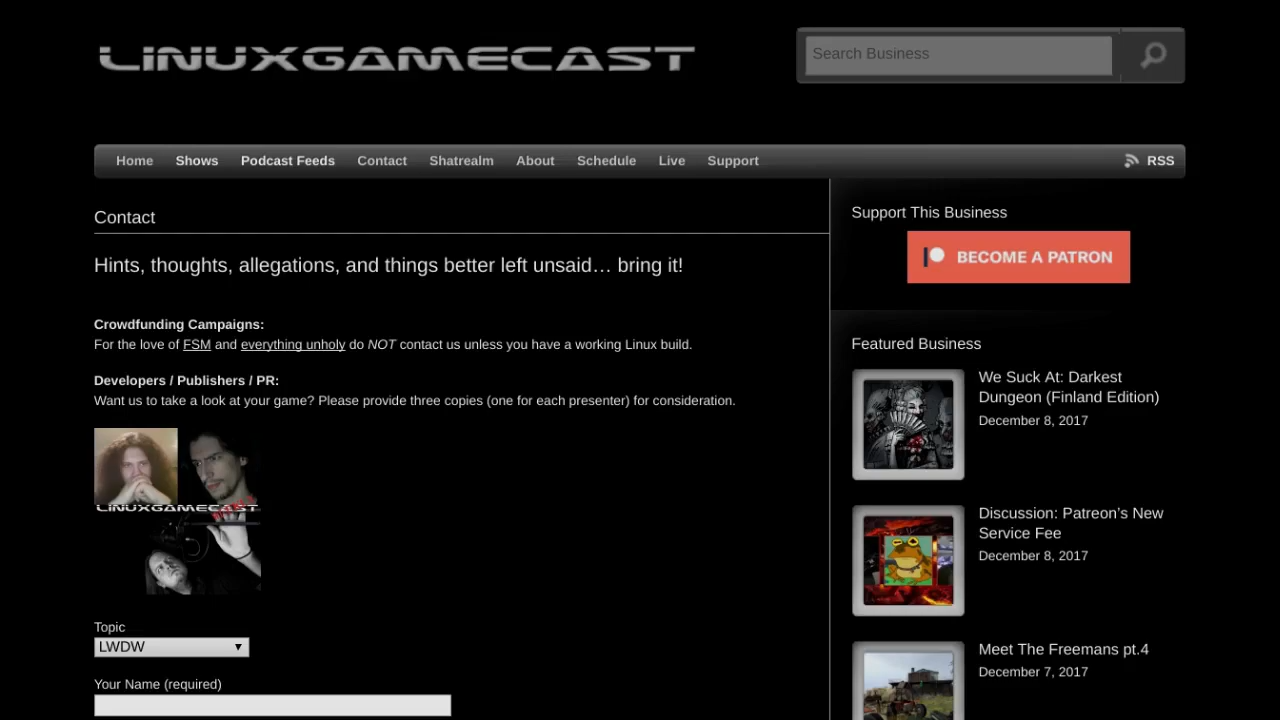 LINUXGAMECAST
Search Business
Home Shows Podcast Feeds Contact Shatrealm About Schedule Live Support RSS
Contact
Hints, thoughts, allegations, and things better left unsaid… bring it!
Crowdfunding Campaigns:
For the love of FSM and everything unholy do NOT contact us unless you have a working Linux build.
Developers / Publishers / PR:
Want us to take a look at your game? Please provide three copies (one for each presenter) for consideration.
LINUXGAMECAST
Topic
LWDW
Your Name (required)
Support This Business
BECOME A PATRON
Featured Business
We Suck At: Darkest
Dungeon (Finland Edition)
December 8, 2017
Discussion: Patreon’s New
Service Fee
December 8, 2017
Meet The Freemans pt.4
December 7, 2017